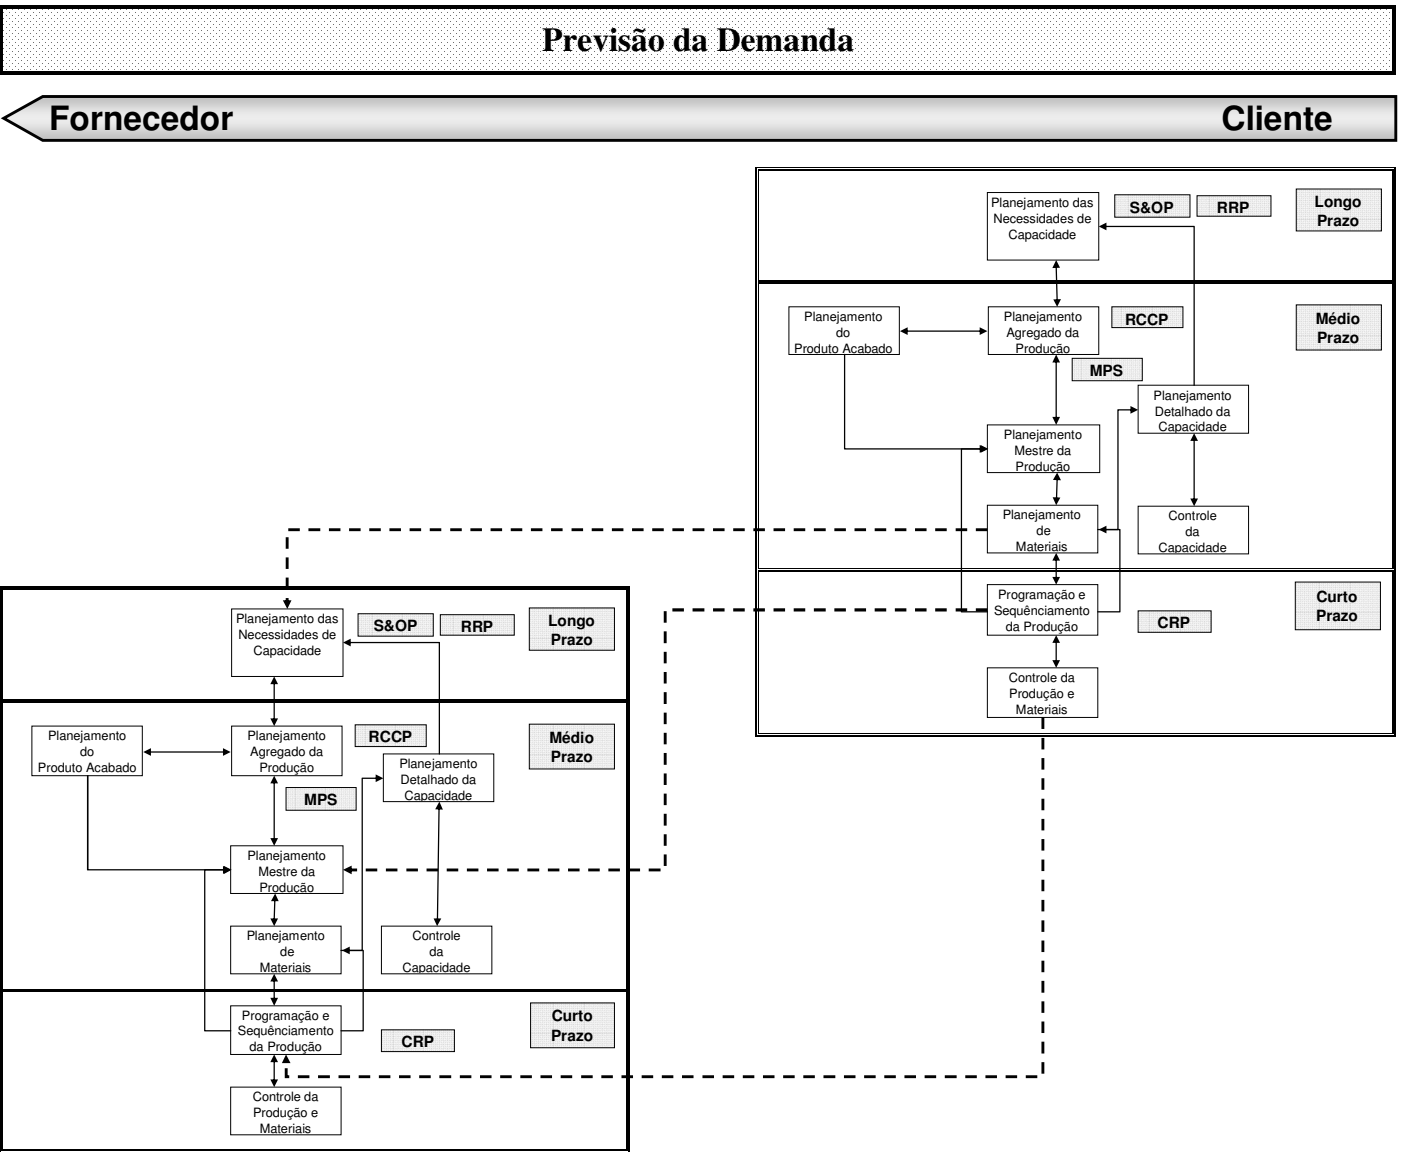 Previsão da Demanda
Fornecedor
Cliente
Planejamento das
Necessidades de
Capacidade
S&OP
RRP
Longo
Prazo
Planejamento
do
Produto Acabado
Planejamento
Agregado da
Produção
RCCP
Médio
Prazo
MPS
Planejamento
Detalhado da
Capacidade
Planejamento
Mestre da
Produção
Planejamento
de
Materiais
Controle
da
Capacidade
Programação e
Sequênciamento
da Produção
CRP
Curto
Prazo
Controle da
Produção e
Materiais
Planejamento das
Necessidades de
Capacidade
S&OP
RRP
Longo
Prazo
Planejamento
do
Produto Acabado
Planejamento
Agregado da
Produção
RCCP
Médio
Prazo
Planejamento
Detalhado da
Capacidade
MPS
Planejamento
Mestre da
Produção
Planejamento
de
Materiais
Controle
da
Capacidade
Programação e
Sequênciamento
da Produção
CRP
Curto
Prazo
Controle da
Produção e
Materiais